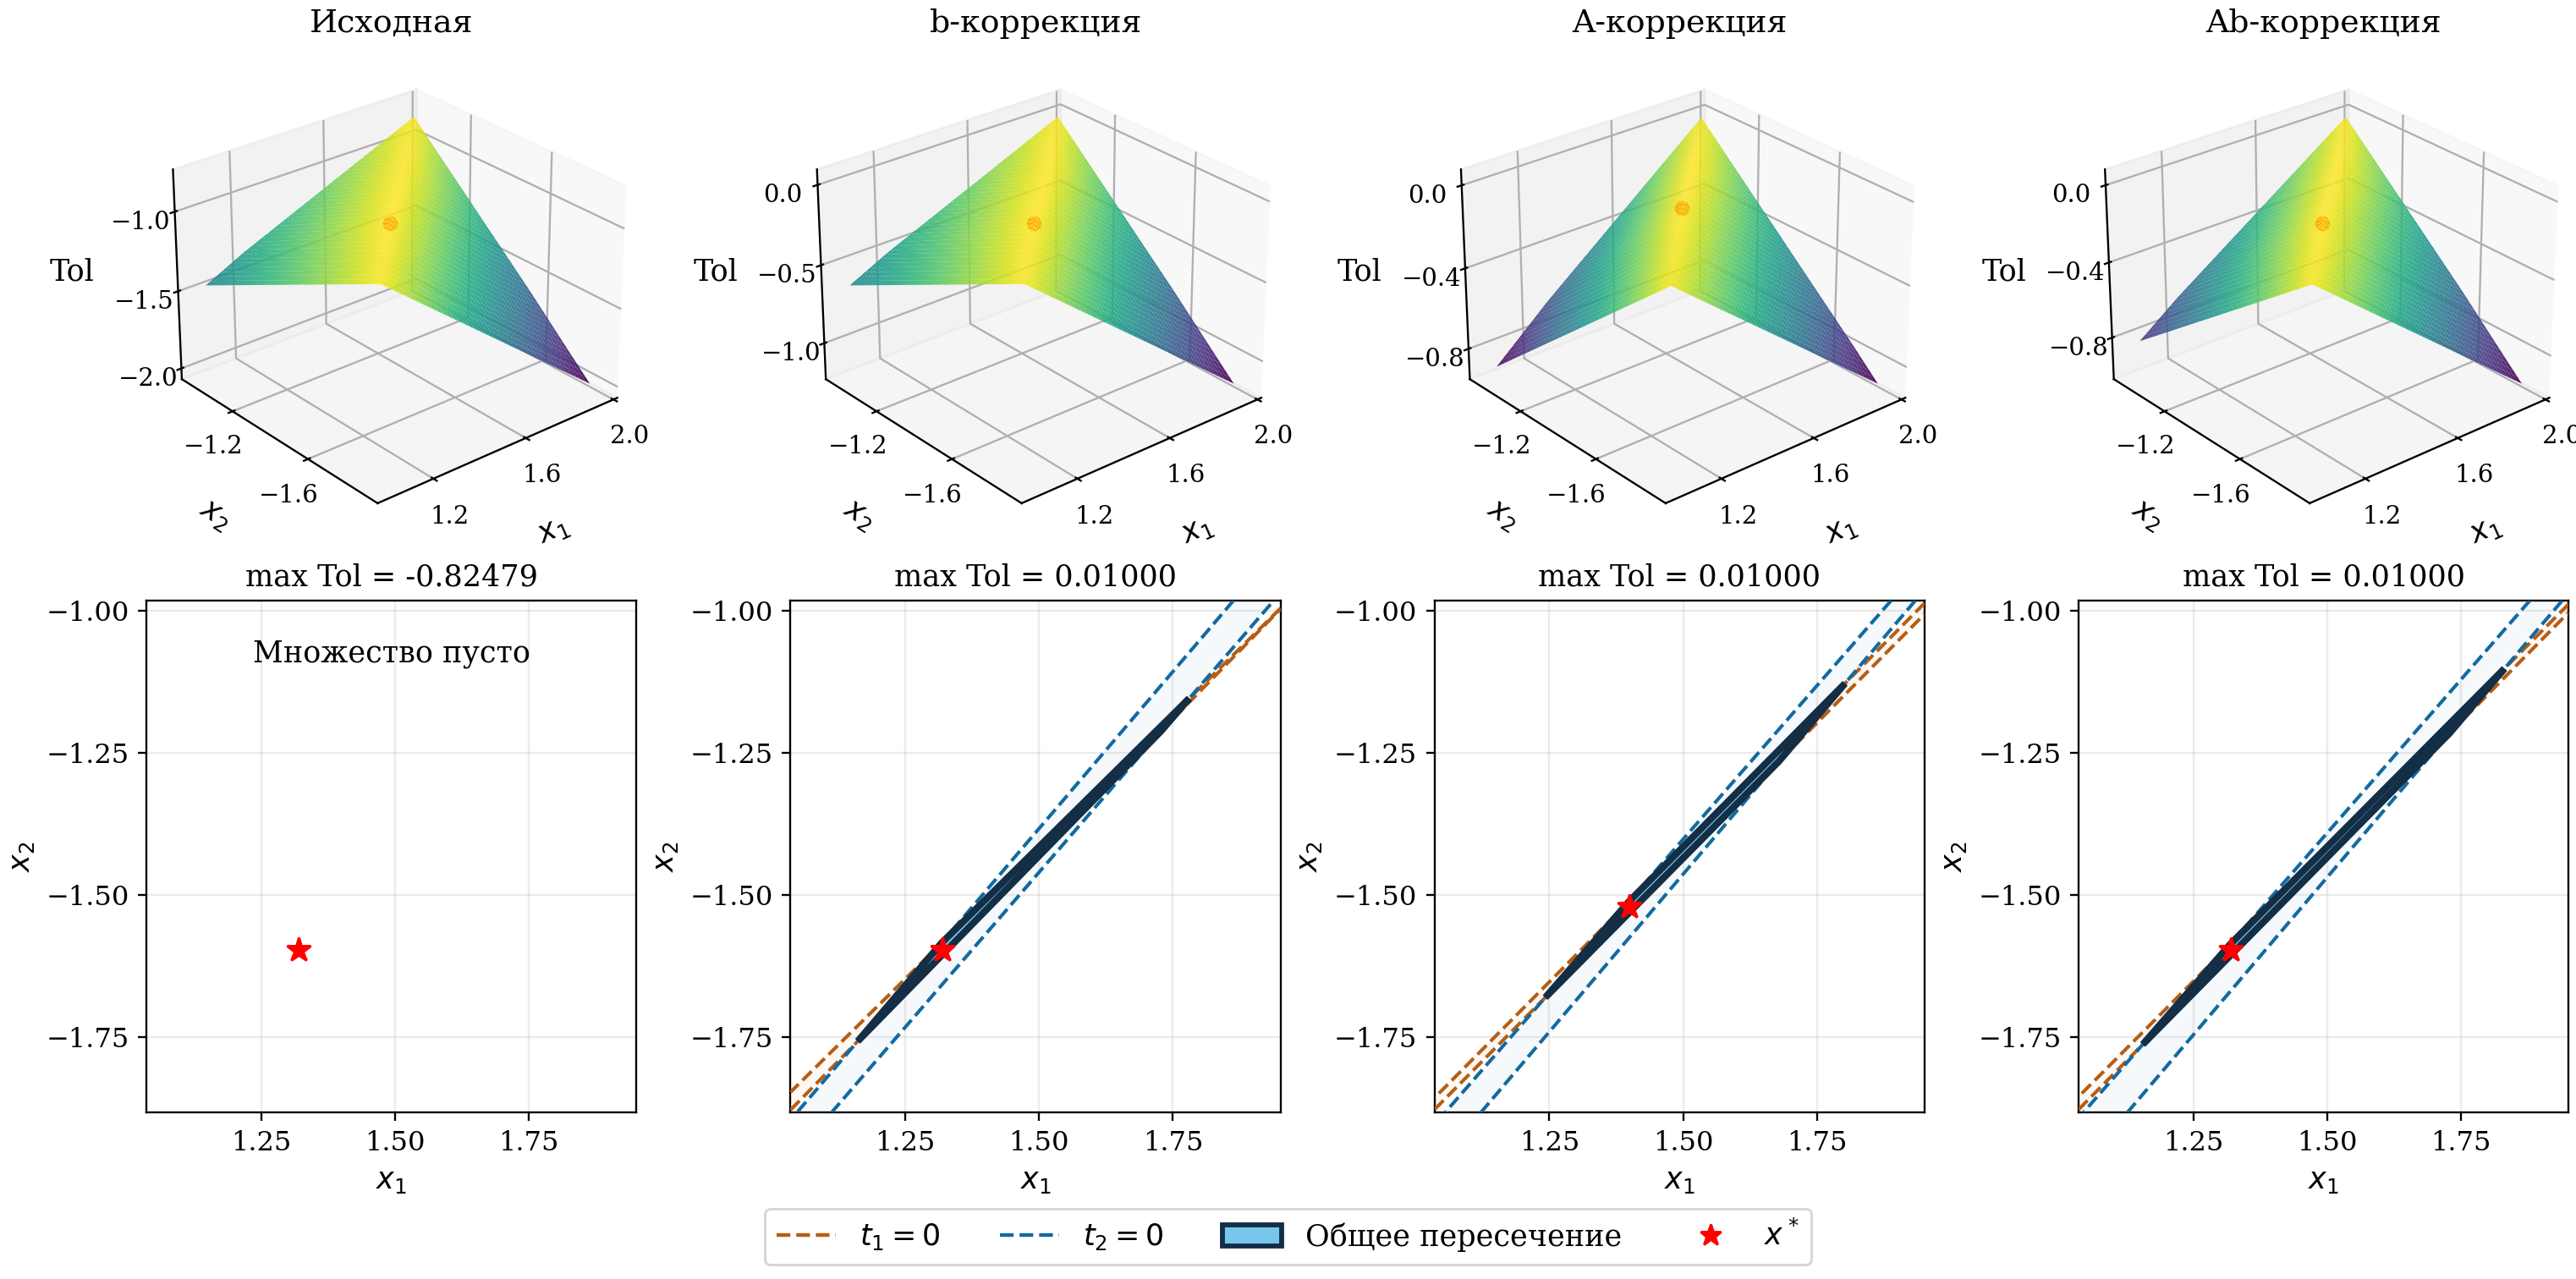 Исходная
b-коррекция
A-коррекция
Ab-коррекция
Tol
−1.0
−1.5
−2.0
−1.2
−1.6
x₂
1.2
1.6
2.0
x₁
Tol
0.0
−0.5
−1.0
−1.2
−1.6
x₂
1.2
1.6
2.0
x₁
Tol
0.0
−0.4
−0.8
−1.2
−1.6
x₂
1.2
1.6
2.0
x₁
Tol
0.0
−0.4
−0.8
−1.2
−1.6
x₂
1.2
1.6
2.0
x₁
max Tol = -0.82479
Множество пусто
−1.00
−1.25
−1.50
−1.75
x₂
1.25
1.50
1.75
x₁
max Tol = 0.01000
−1.00
−1.25
−1.50
−1.75
x₂
1.25
1.50
1.75
x₁
max Tol = 0.01000
−1.00
−1.25
−1.50
−1.75
x₂
1.25
1.50
1.75
x₁
max Tol = 0.01000
−1.00
−1.25
−1.50
−1.75
x₂
1.25
1.50
1.75
x₁
t₁ = 0
t₂ = 0
Общее пересечение
x*